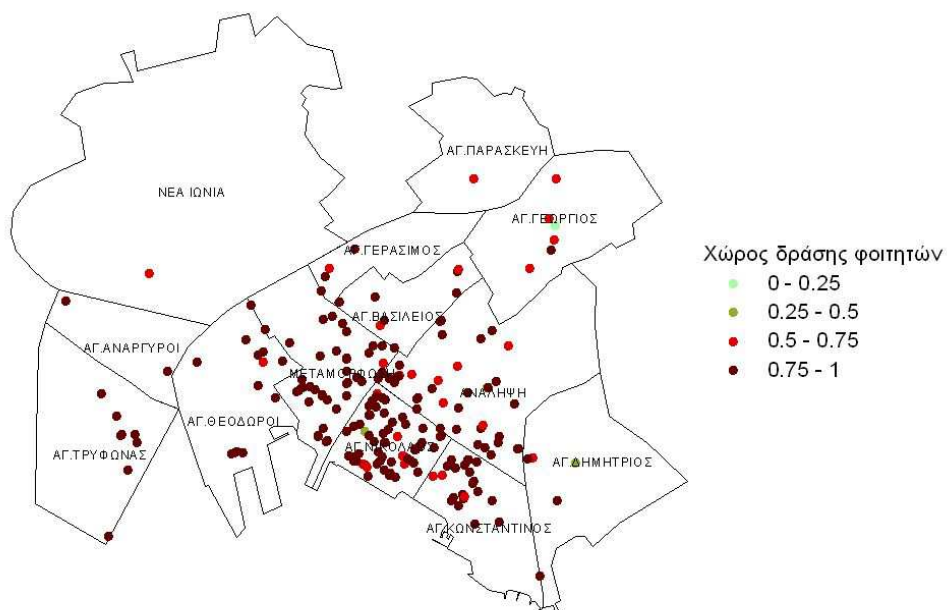 ΑΓ.ΠΑΡΑΣΚΕΥΗ
ΝΕΑ ΙΩΝΙΑ
ΑΓ.ΓΕΩΡΓΙΟΣ
ΑΓ.ΓΕΡΑΣΙΜΟΣ
ΑΓ.ΒΑΣΙΛΕΙΟΣ
ΑΓ.ΑΝΑΡΓΥΡΟΙ
ΜΕΤΑΜΟΡΦΩΣΗ
ΑΝΑΛΗΨΗ
ΑΓ.ΘΕΟΔΩΡΟΙ
ΑΓ.ΝΙΚΟΛΑΟΣ
ΑΓ.ΤΡΥΦΩΝΑΣ
ΑΓ.ΔΗΜΗΤΡΙΟΣ
ΑΓ.ΚΩΝΣΤΑΝΤΙΝΟΣ
Χώρος δράσης φοιτητών
0 - 0.25
0.25 - 0.5
0.5 - 0.75
0.75 - 1